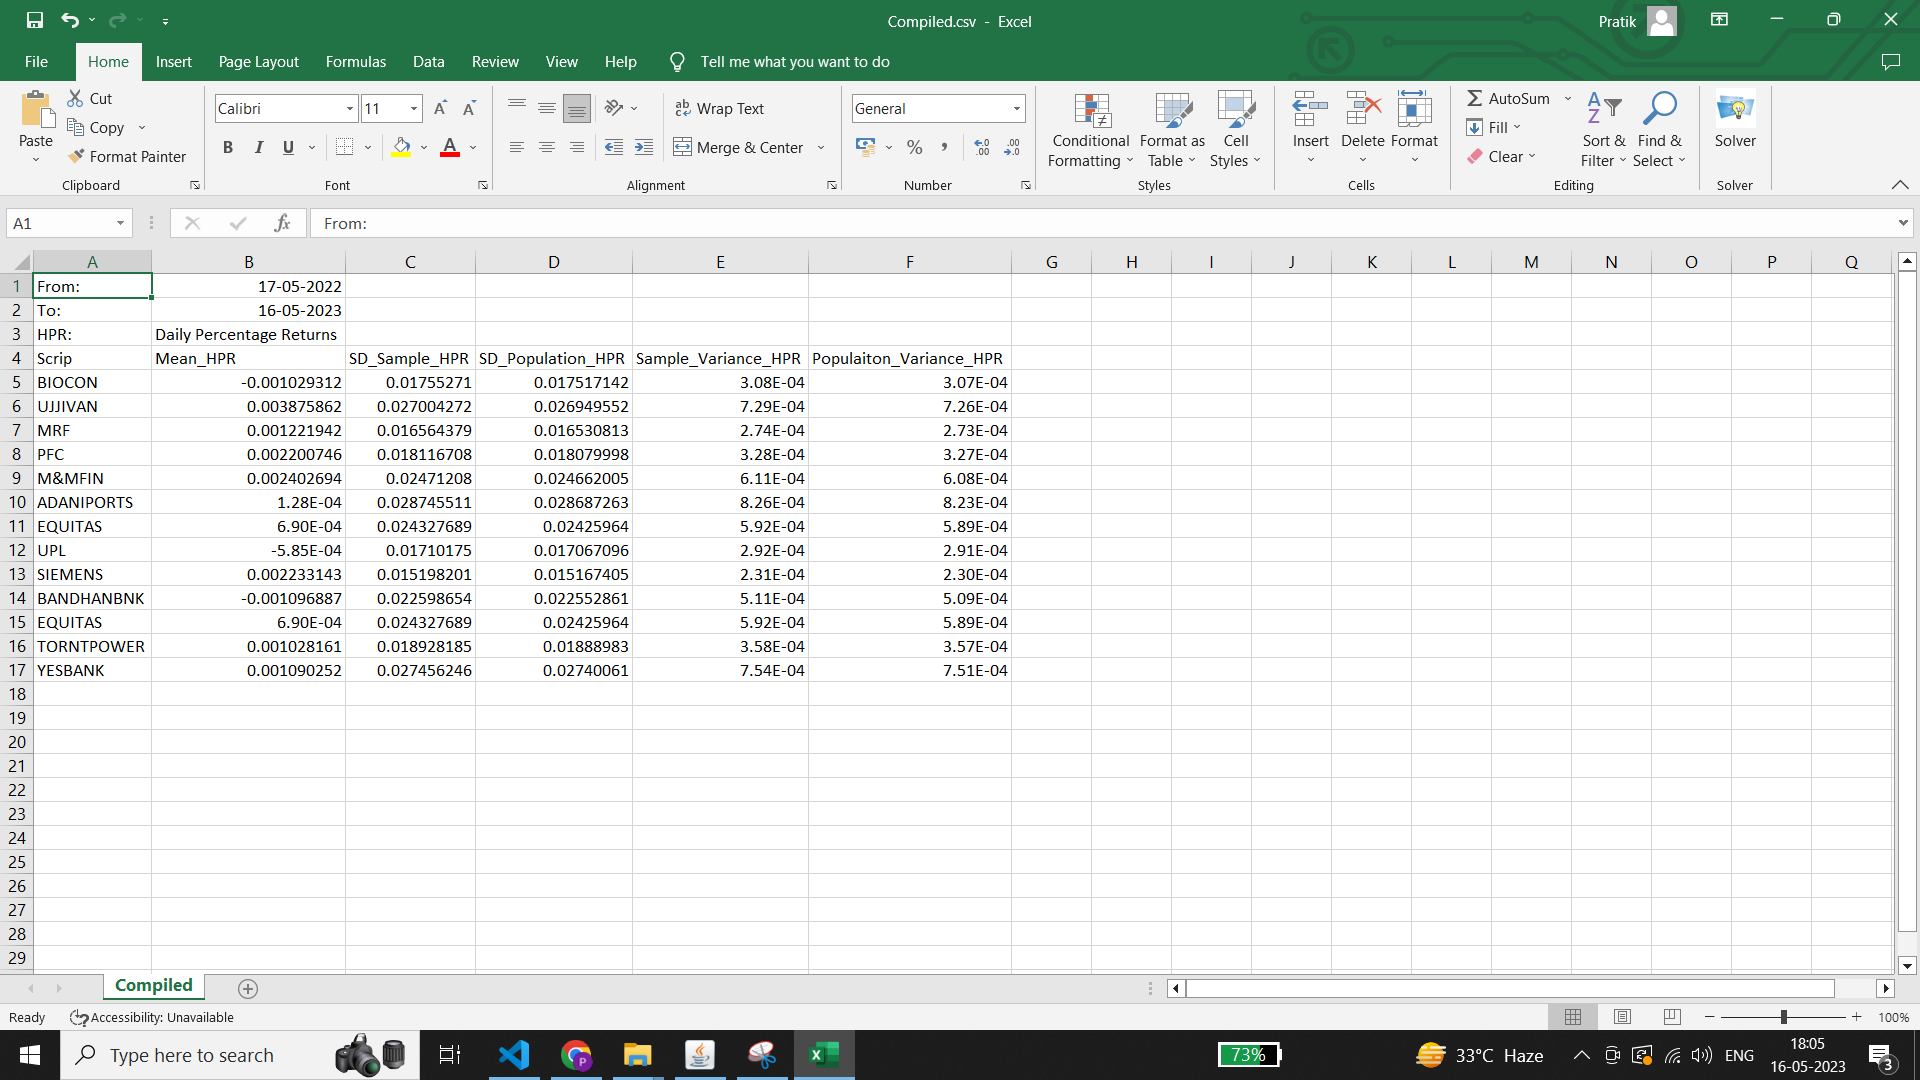 Compiled.csv - Excel
Pratik
File Home Insert Page Layout Formulas Data Review View Help Tell me what you want to do
Paste
Cut
Copy
Format Painter
Clipboard
Calibri 11
B I U
Font
Wrap Text
Merge & Center
Alignment
General
Number
Conditional Formatting
Format as Table
Cell Styles
Styles
Insert Delete Format
Cells
AutoSum
Fill
Clear
Sort & Filter
Find & Select
Editing
Solver
Solver
A1 fx From:
A B C D E F G H I J K L M N O P Q
1 From: 17-05-2022
2 To: 16-05-2023
3 HPR: Daily Percentage Returns
4 Scrip Mean_HPR SD_Sample_HPR SD_Population_HPR Sample_Variance_HPR Populaiton_Variance_HPR
5 BIOCON -0.001029312 0.01755271 0.017517142 3.08E-04 3.07E-04
6 UJJIVAN 0.003875862 0.027004272 0.026949552 7.29E-04 7.26E-04
7 MRF 0.001221942 0.016564379 0.016530813 2.74E-04 2.73E-04
8 PFC 0.002200746 0.018116708 0.018079998 3.28E-04 3.27E-04
9 M&MFIN 0.002402694 0.02471208 0.024662005 6.11E-04 6.08E-04
10 ADANIPORTS 1.28E-04 0.028745511 0.028687263 8.26E-04 8.23E-04
11 EQUITAS 6.90E-04 0.024327689 0.02425964 5.92E-04 5.89E-04
12 UPL -5.85E-04 0.01710175 0.017067096 2.92E-04 2.91E-04
13 SIEMENS 0.002233143 0.015198201 0.015167405 2.31E-04 2.30E-04
14 BANDHANBNK -0.001096887 0.022598654 0.022552861 5.11E-04 5.09E-04
15 EQUITAS 6.90E-04 0.024327689 0.02425964 5.92E-04 5.89E-04
16 TORNTPOWER 0.001028161 0.018928185 0.01888983 3.58E-04 3.57E-04
17 YESBANK 0.001090252 0.027456246 0.02740061 7.54E-04 7.51E-04
18
19
20
21
22
23
24
25
26
27
28
29
Compiled
Ready Accessibility: Unavailable 100%
Type here to search
73%
33°C Haze
ENG
18:05
16-05-2023
3